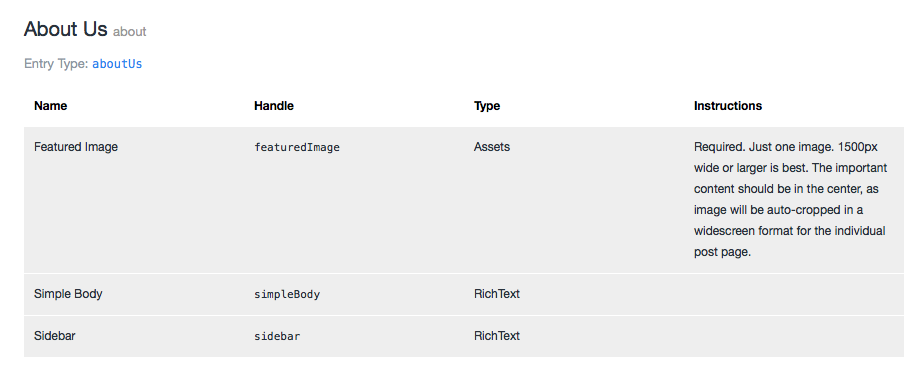 About Us about
Entry Type: aboutUs
Name Handle Type Instructions
Featured Image featuredImage Assets Required. Just one image. 1500px
wide or larger is best. The important
content should be in the center, as
image will be auto-cropped in a
widescreen format for the individual
post page.
Simple Body simpleBody RichText
Sidebar sidebar RichText